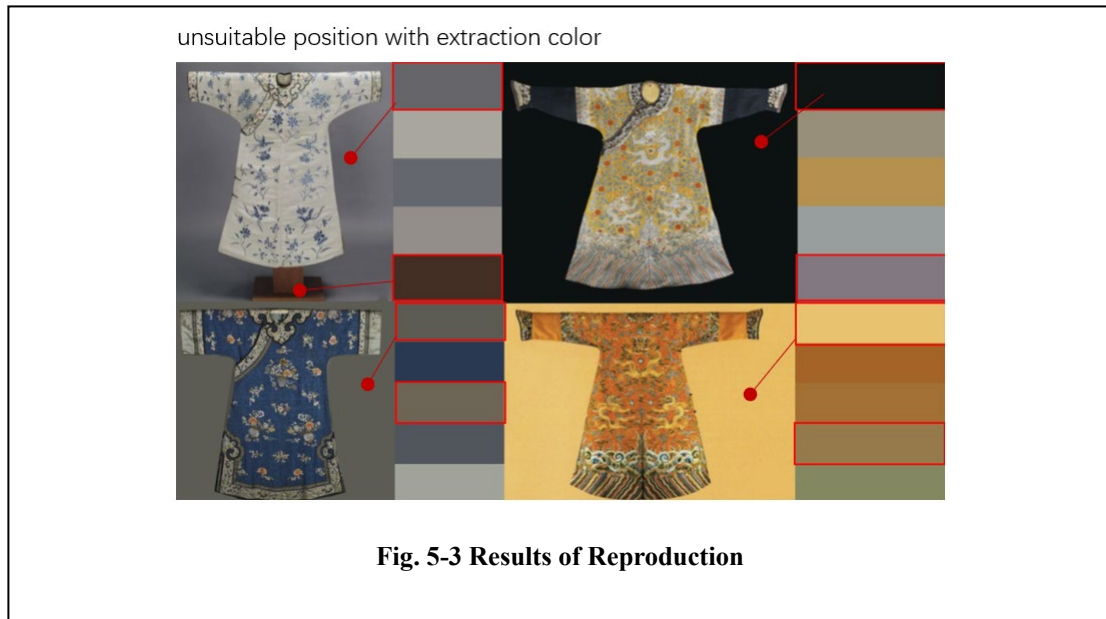 unsuitable position with extraction color
Fig. 5-3 Results of Reproduction